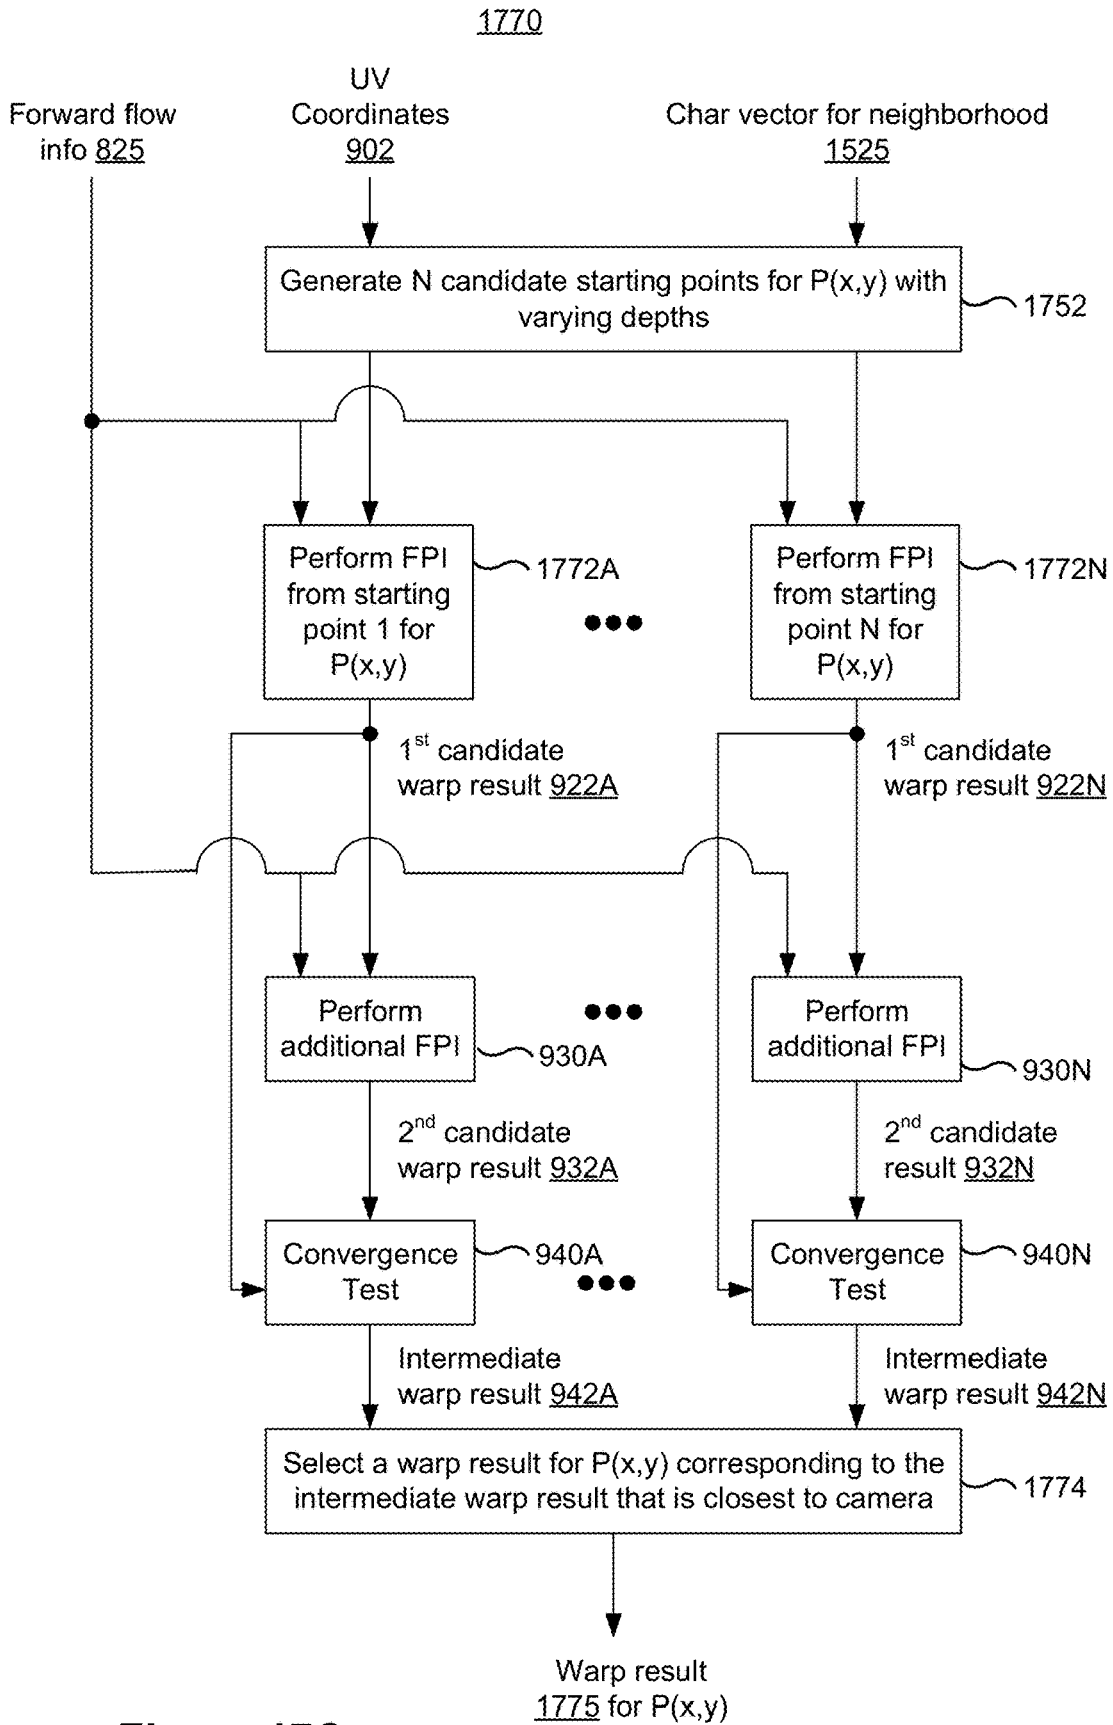 1770
Forward flow
info 825
UV
Coordinates
902
Char vector for neighborhood
1525
Generate N candidate starting points for P(x,y) with
varying depths
1752
Perform FPI
from starting
point 1 for
P(x,y)
1772A
Perform FPI
from starting
point N for
P(x,y)
1772N
1st candidate
warp result 922A
1st candidate
warp result 922N
Perform
additional FPI
930A
Perform
additional FPI
930N
2nd candidate
warp result 932A
2nd candidate
result 932N
Convergence
Test
940A
Convergence
Test
940N
Intermediate
warp result 942A
Intermediate
warp result 942N
Select a warp result for P(x,y) corresponding to the
intermediate warp result that is closest to camera
1774
Warp result
1775 for P(x,y)